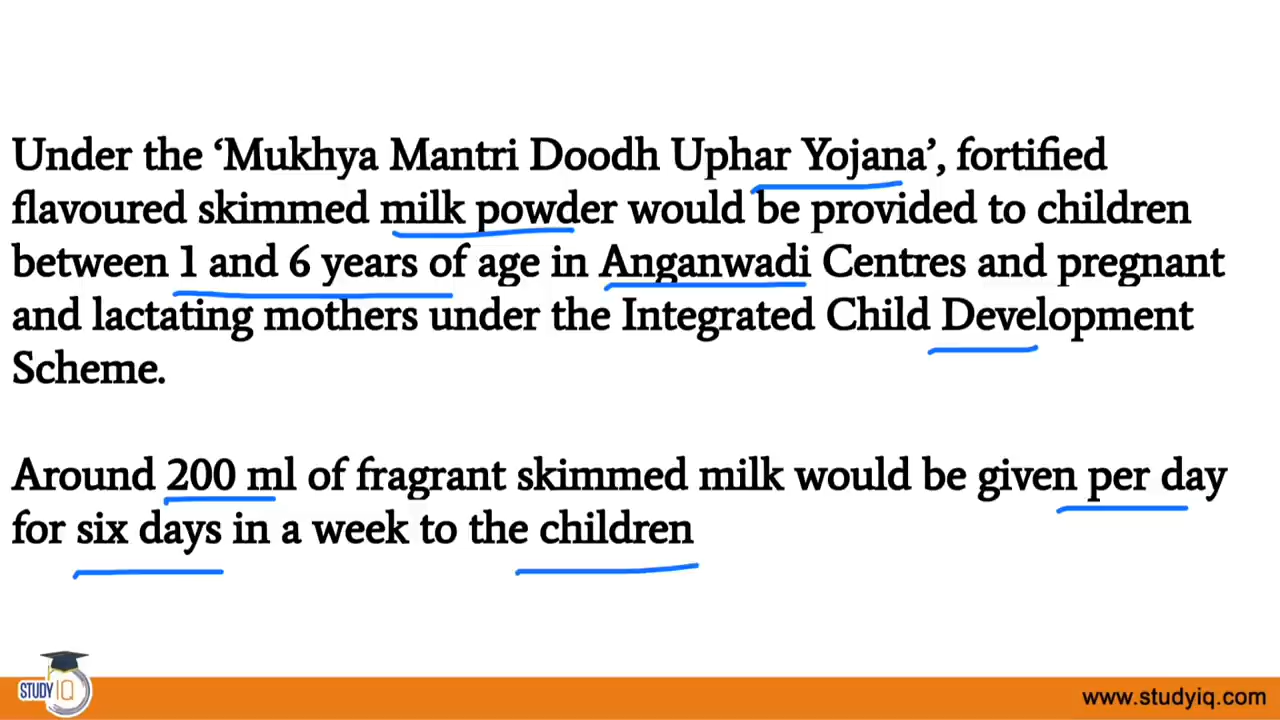 Under the ‘Mukhya Mantri Doodh Uphar Yojana’, fortified
flavoured skimmed milk powder would be provided to children
between 1 and 6 years of age in Anganwadi Centres and pregnant
and lactating mothers under the Integrated Child Development
Scheme.
Around 200 ml of fragrant skimmed milk would be given per day
for six days in a week to the children
STUDY IQ
www.studyiq.com